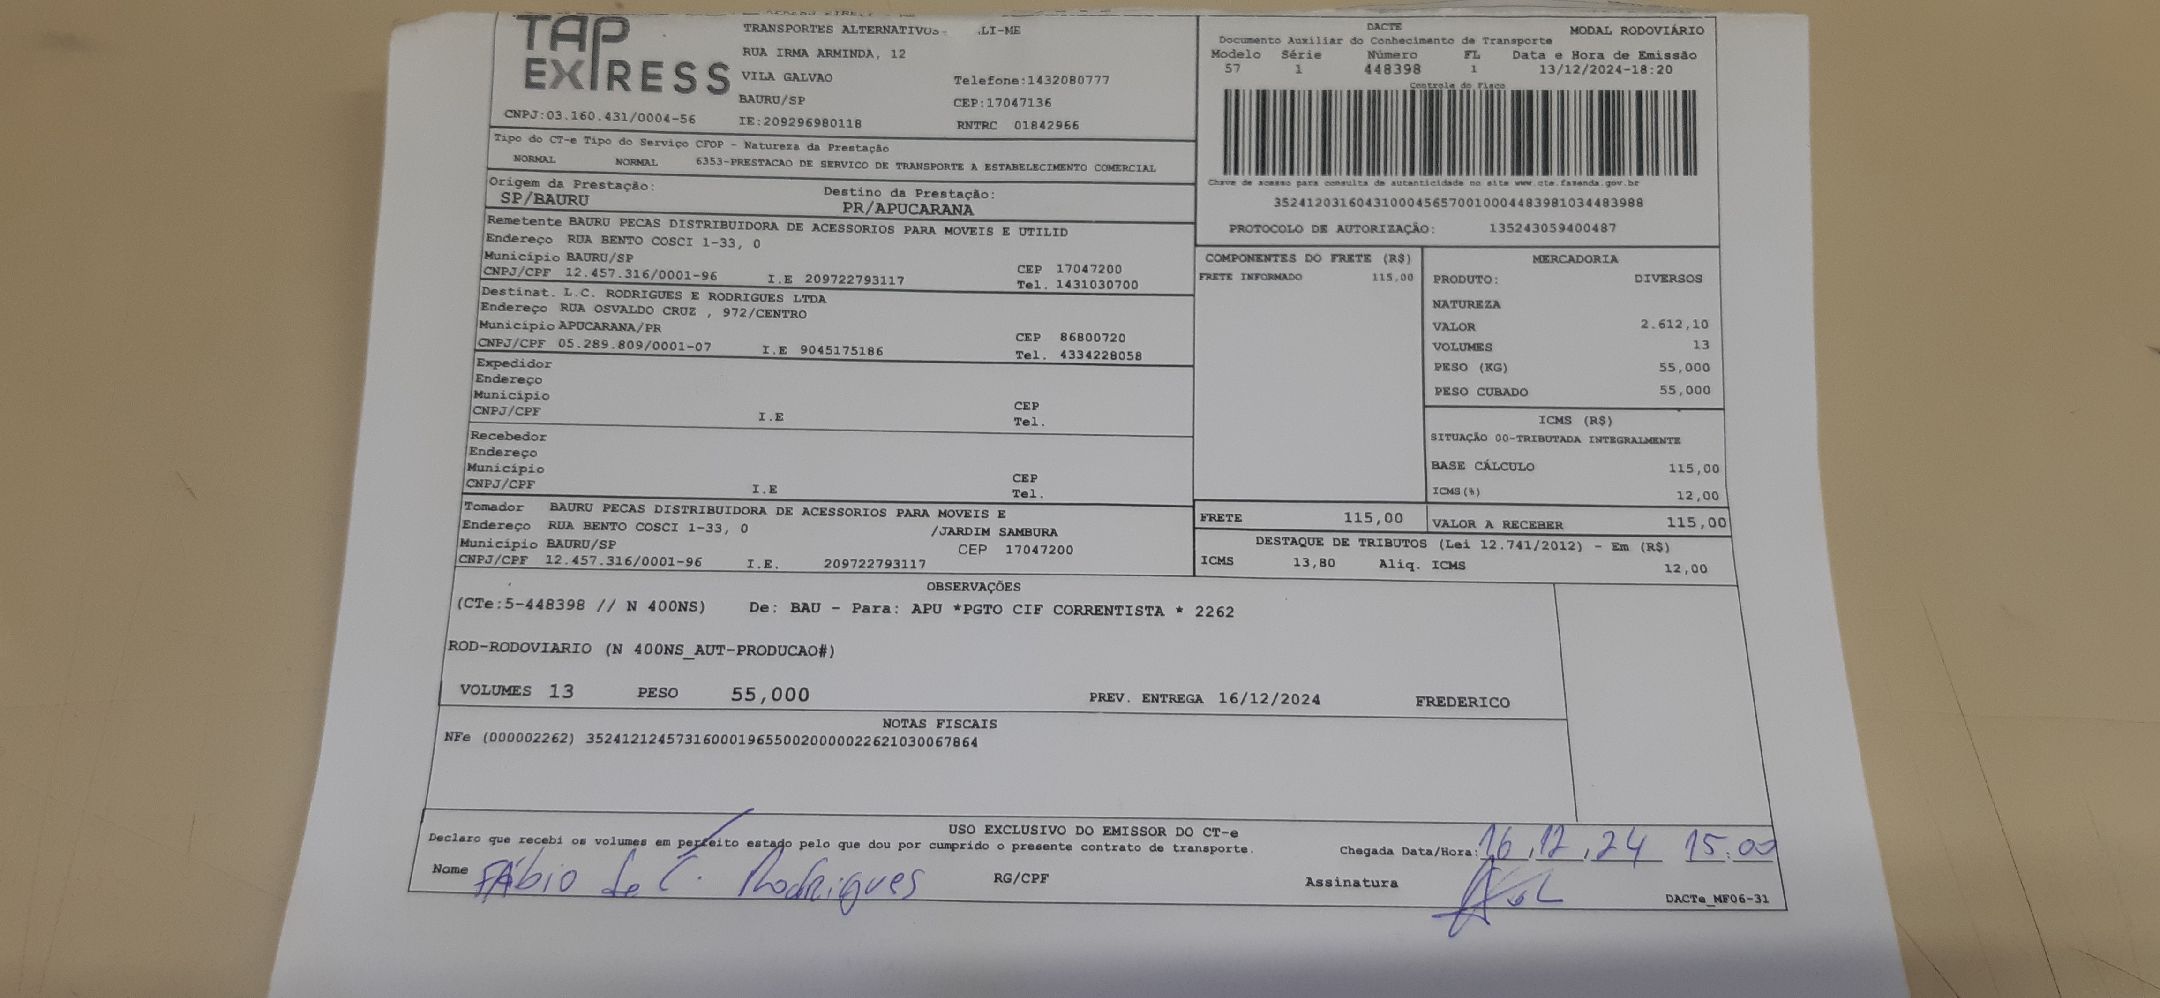 TAP
EXPRESS
TRANSPORTES LI-ME
RUA IRMA ARMINDA, 12
VILA GALVAO Telefone:1432080777
BAURU/SP CEP:17047136
CNPJ:03.160.431/0004-56 IE:209296980118 RNTRC 01842966
Tipo do CT-e Tipo do Serviço CFOP - Natureza da Prestação
NORMAL NORMAL 6353-PRESTACAO DE SERVICO DE TRANSPORTE A ESTABELECIMENTO COMERCIAL
Origem da Prestação: Destino da Prestação:
SP/BAURU PR/APUCARANA
Remetente BAURU PECAS DISTRIBUIDORA DE ACESSORIOS PARA MOVEIS E UTILID
Endereço RUA BENTO COSCI 1-33, 0
Município BAURU/SP CEP 17047200
CNPJ/CPF 12.457.316/0001-96 I.E 209722793117 Tel. 1431030700
Destinat. L.C. RODRIGUES E RODRIGUES LTDA
Endereço RUA OSVALDO CRUZ , 972/CENTRO
Município APUCARANA/PR CEP 86800720
CNPJ/CPF 05.289.809/0001-07 I.E 9045175186 Tel. 4334228058
Expedidor
Endereço
Município CEP
CNPJ/CPF I.E Tel.
Recebedor
Endereço
Município CEP
CNPJ/CPF I.E Tel.
Tomador BAURU PECAS DISTRIBUIDORA DE ACESSORIOS PARA MOVEIS E
Endereço RUA BENTO COSCI 1-33, 0 /JARDIM SAMBURA
Município BAURU/SP CEP 17047200
CNPJ/CPF 12.457.316/0001-96 I.E. 209722793117
DACTE MODAL RODOVIÁRIO
Documento Auxiliar do Conhecimento de Transporte
Modelo Série Número FL Data e Hora de Emissão
57 1 448398 1 13/12/2024-18:20
Controle do Fisco
Chave de acesso para consulta de autenticidade no site www.cte.fazenda.gov.br
35241203160431000456570010004483981034483988
PROTOCOLO DE AUTORIZAÇÃO: 135243059400487
COMPONENTES DO FRETE (R$)
FRETE INFORMADO 115,00
MERCADORIA
PRODUTO: DIVERSOS
NATUREZA
VALOR 2.612,10
VOLUMES 13
PESO (KG) 55,000
PESO CUBADO 55,000
ICMS (R$)
SITUAÇÃO 00-TRIBUTADA INTEGRALMENTE
BASE CÁLCULO 115,00
ICMS(%) 12,00
FRETE 115,00 VALOR A RECEBER 115,00
DESTAQUE DE TRIBUTOS (Lei 12.741/2012) - Em (R$)
ICMS 13,80 Aliq. ICMS 12,00
OBSERVAÇÕES
(CTe:5-448398 // N 400NS) De: BAU - Para: APU *PGTO CIF CORRENTISTA * 2262
ROD-RODOVIARIO (N 400NS_AUT-PRODUCAO#)
VOLUMES 13 PESO 55,000 PREV. ENTREGA 16/12/2024 FREDERICO
NOTAS FISCAIS
NFe (000002262) 35241212457316000196550020000022621030067864
USO EXCLUSIVO DO EMISSOR DO CT-e
Declaro que recebi os volumes em perfeito estado pelo que dou por cumprido o presente contrato de transporte. Chegada Data/Hora: 16,12,24 15:00
Nome Fábio de C. Rodrigues RG/CPF Assinatura
DACTe_MF06-31